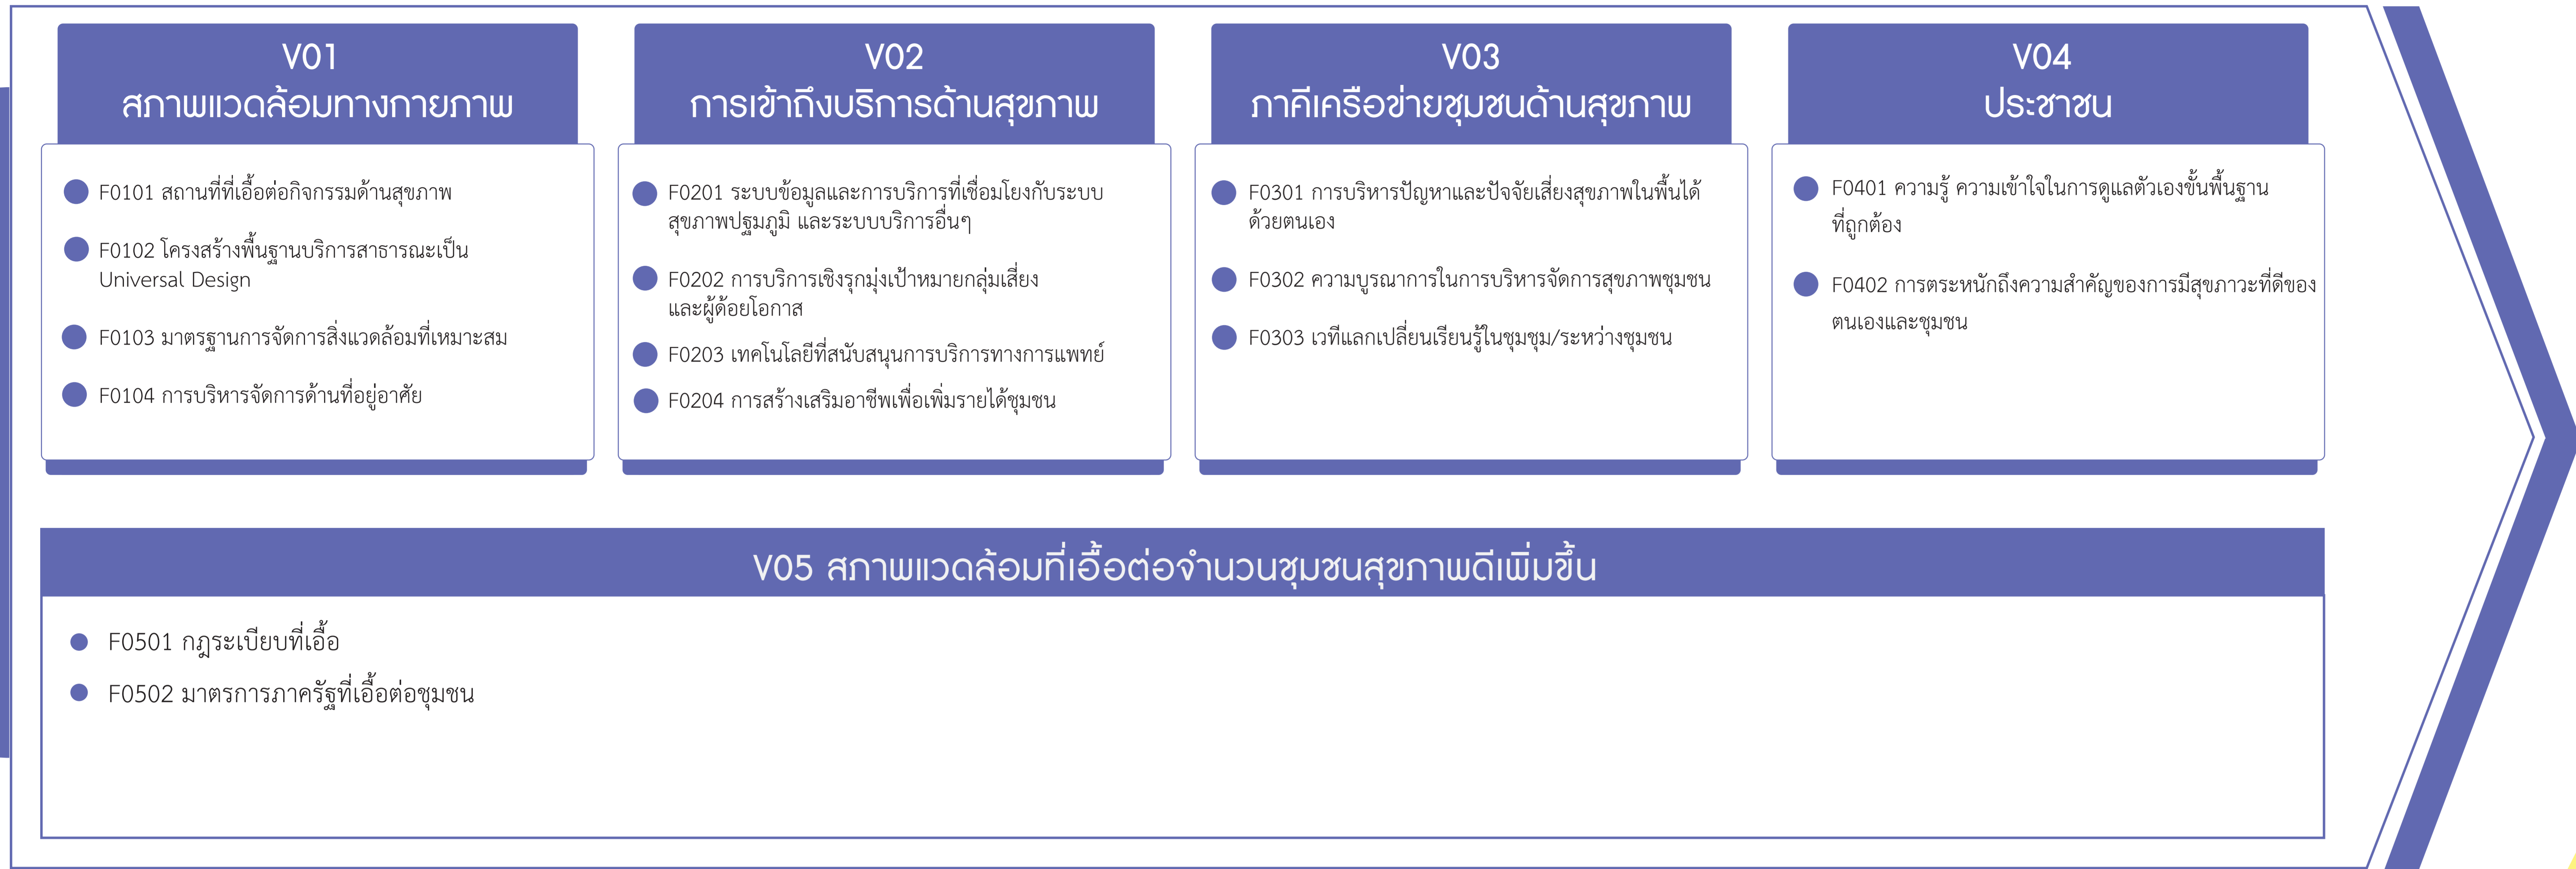 V01
สภาพแวดล้อมทางกายภาพ
F0101 สถานที่ที่เอื้อต่อกิจกรรมด้านสุขภาพ
F0102 โครงสร้างพื้นฐานบริการสาธารณะเป็น
Universal Design
F0103 มาตรฐานการจัดการสิ่งแวดล้อมที่เหมาะสม
F0104 การบริหารจัดการด้านที่อยู่อาศัย
V02
การเข้าถึงบริการด้านสุขภาพ
F0201 ระบบข้อมูลและการบริการที่เชื่อมโยงกับระบบ
สุขภาพปฐมภูมิ และระบบบริการอื่นๆ
F0202 การบริการเชิงรุกมุ่งเป้าหมายกลุ่มเสี่ยง
และผู้ด้อยโอกาส
F0203 เทคโนโลยีที่สนับสนุนการบริการทางการแพทย์
F0204 การสร้างเสริมอาชีพเพื่อเพิ่มรายได้ชุมชน
V03
ภาคีเครือข่ายชุมชนด้านสุขภาพ
F0301 การบริหารปัญหาและปัจจัยเสี่ยงสุขภาพในพื้นได้
ด้วยตนเอง
F0302 ความบูรณาการในการบริหารจัดการสุขภาพชุมชน
F0303 เวทีแลกเปลี่ยนเรียนรู้ในชุมชุม/ระหว่างชุมชน
V04
ประชาชน
F0401 ความรู้ ความเข้าใจในการดูแลตัวเองขั้นพื้นฐาน
ที่ถูกต้อง
F0402 การตระหนักถึงความสำคัญของการมีสุขภาวะที่ดีของ
ตนเองและชุมชน
V05 สภาพแวดล้อมที่เอื้อต่อจำนวนชุมชนสุขภาพดีเพิ่มขึ้น
F0501 กฎระเบียบที่เอื้อ
F0502 มาตรการภาครัฐที่เอื้อต่อชุมชน